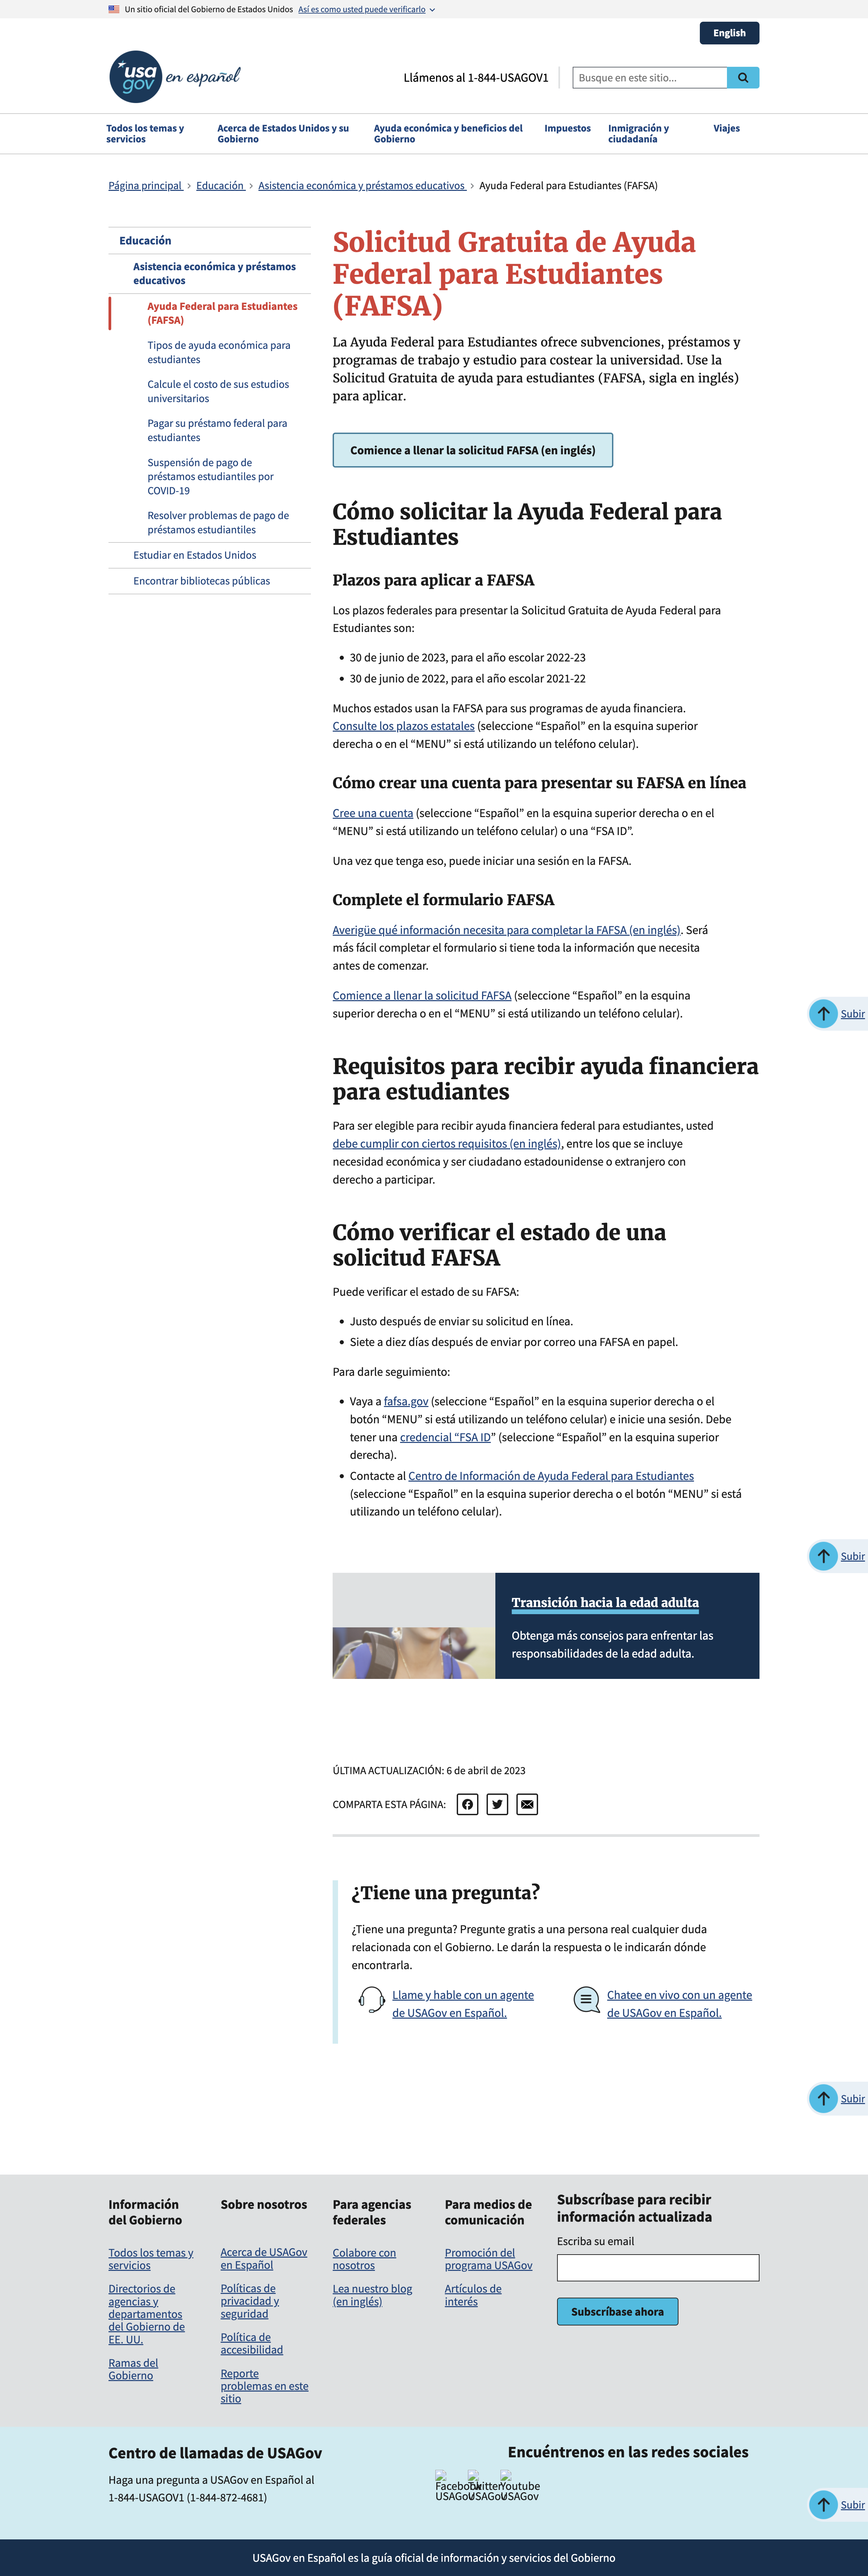 Un sitio oficial del Gobierno de Estados Unidos Así es como usted puede verificarlo
English
usagov en español
Llámenos al 1-844-USAGOV1
Busque en este sitio...
Todos los temas y servicios
Acerca de Estados Unidos y su Gobierno
Ayuda económica y beneficios del Gobierno
Impuestos
Inmigración y ciudadanía
Viajes
Página principal > Educación > Asistencia económica y préstamos educativos > Ayuda Federal para Estudiantes (FAFSA)
Educación
Asistencia económica y préstamos
educativos
Ayuda Federal para Estudiantes
(FAFSA)
Tipos de ayuda económica para
estudiantes
Calcule el costo de sus estudios
universitarios
Pagar su préstamo federal para
estudiantes
Suspensión de pago de
préstamos estudiantiles por
COVID-19
Resolver problemas de pago de
préstamos estudiantiles
Estudiar en Estados Unidos
Encontrar bibliotecas públicas
Solicitud Gratuita de Ayuda
Federal para Estudiantes
(FAFSA)
La Ayuda Federal para Estudiantes ofrece subvenciones, préstamos y
programas de trabajo y estudio para costear la universidad. Use la
Solicitud Gratuita de ayuda para estudiantes (FAFSA, sigla en inglés)
para aplicar.
Comience a llenar la solicitud FAFSA (en inglés)
Cómo solicitar la Ayuda Federal para
Estudiantes
Plazos para aplicar a FAFSA
Los plazos federales para presentar la Solicitud Gratuita de Ayuda Federal para
Estudiantes son:
• 30 de junio de 2023, para el año escolar 2022-23
• 30 de junio de 2022, para el año escolar 2021-22
Muchos estados usan la FAFSA para sus programas de ayuda financiera.
Consulte los plazos estatales (seleccione “Español” en la esquina superior
derecha o en el “MENU” si está utilizando un teléfono celular).
Cómo crear una cuenta para presentar su FAFSA en línea
Cree una cuenta (seleccione “Español” en la esquina superior derecha o en el
“MENU” si está utilizando un teléfono celular) o una “FSA ID”.
Una vez que tenga eso, puede iniciar una sesión en la FAFSA.
Complete el formulario FAFSA
Averigüe qué información necesita para completar la FAFSA (en inglés). Será
más fácil completar el formulario si tiene toda la información que necesita
antes de comenzar.
Comience a llenar la solicitud FAFSA (seleccione “Español” en la esquina
superior derecha o en el “MENU” si está utilizando un teléfono celular).
Subir
Requisitos para recibir ayuda financiera
para estudiantes
Para ser elegible para recibir ayuda financiera federal para estudiantes, usted
debe cumplir con ciertos requisitos (en inglés), entre los que se incluye
necesidad económica y ser ciudadano estadounidense o extranjero con
derecho a participar.
Cómo verificar el estado de una
solicitud FAFSA
Puede verificar el estado de su FAFSA:
• Justo después de enviar su solicitud en línea.
• Siete a diez días después de enviar por correo una FAFSA en papel.
Para darle seguimiento:
• Vaya a fafsa.gov (seleccione “Español” en la esquina superior derecha o el
botón “MENU” si está utilizando un teléfono celular) e inicie una sesión. Debe
tener una credencial “FSA ID” (seleccione “Español” en la esquina superior
derecha).
• Contacte al Centro de Información de Ayuda Federal para Estudiantes
(seleccione “Español” en la esquina superior derecha o el botón “MENU” si está
utilizando un teléfono celular).
Subir
Transición hacia la edad adulta
Obtenga más consejos para enfrentar las
responsabilidades de la edad adulta.
ÚLTIMA ACTUALIZACIÓN: 6 de abril de 2023
COMPARTA ESTA PÁGINA:
¿Tiene una pregunta?
¿Tiene una pregunta? Pregunte gratis a una persona real cualquier duda
relacionada con el Gobierno. Le darán la respuesta o le indicarán dónde
encontrarla.
Llame y hable con un agente
de USAGov en Español.
Chatee en vivo con un agente
de USAGov en Español.
Subir
Información
del Gobierno
Todos los temas y
servicios
Directorios de
agencias y
departamentos
del Gobierno de
EE. UU.
Ramas del
Gobierno
Sobre nosotros
Acerca de USAGov
en Español
Políticas de
privacidad y
seguridad
Política de
accesibilidad
Reporte
problemas en este
sitio
Para agencias
federales
Colabore con
nosotros
Lea nuestro blog
(en inglés)
Para medios de
comunicación
Promoción del
programa USAGov
Artículos de
interés
Subscríbase para recibir
información actualizada
Escriba su email
Subscríbase ahora
Centro de llamadas de USAGov
Haga una pregunta a USAGov en Español al
1-844-USAGOV1 (1-844-872-4681)
Encuéntrenos en las redes sociales
Facebook USAGov
Twitter USAGov
Youtube USAGov
Subir
USAGov en Español es la guía oficial de información y servicios del Gobierno